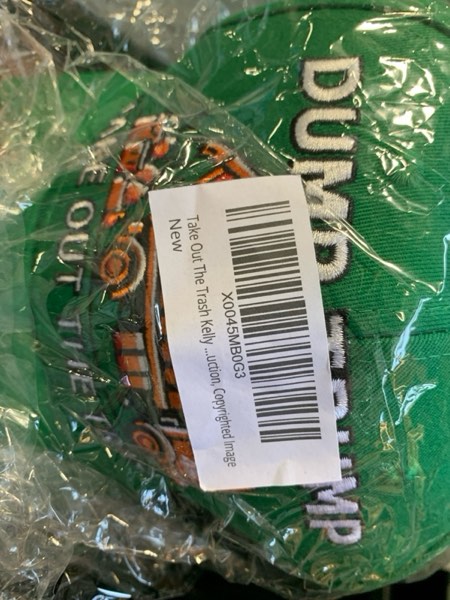 DUMP TRUMP
X0045MB0G3
Take Out The Trash Kelly ...uction, Copyrighted Image
New
OUT THE